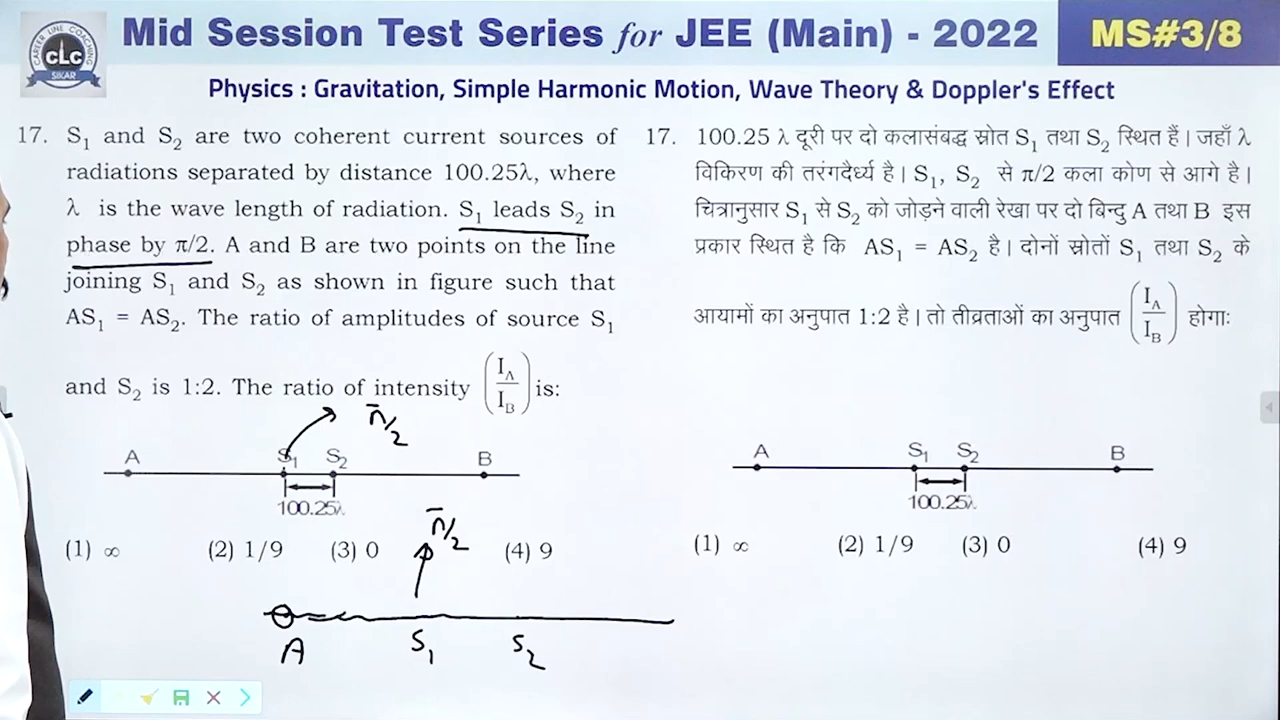 CAREER LINE COACHING
CLC
SIKAR
Mid Session Test Series for JEE (Main) - 2022
MS#3/8
Physics : Gravitation, Simple Harmonic Motion, Wave Theory & Doppler's Effect
17. S₁ and S₂ are two coherent current sources of
radiations separated by distance 100.25λ, where
λ is the wave length of radiation. S₁ leads S₂ in
phase by π/2. A and B are two points on the line
joining S₁ and S₂ as shown in figure such that
AS₁ = AS₂. The ratio of amplitudes of source S₁
and S₂ is 1:2. The ratio of intensity (I_A/I_B) is:
π/2
A S₁ S₂ B
100.25λ
π/2
(1) ∞ (2) 1/9 (3) 0 (4) 9
A S₁ S₂
17. 100.25 λ दूरी पर दो कलासंबद्ध स्रोत S₁ तथा S₂ स्थित हैं। जहाँ λ
विकिरण की तरंगदैर्ध्य है। S₁, S₂ से π/2 कला कोण से आगे है।
चित्रानुसार S₁ से S₂ को जोड़ने वाली रेखा पर दो बिन्दु A तथा B इस
प्रकार स्थित है कि AS₁ = AS₂ है। दोनों स्रोतों S₁ तथा S₂ के
आयामों का अनुपात 1:2 है। तो तीव्रताओं का अनुपात (I_A/I_B) होगाः
A S₁ S₂ B
100.25λ
(1) ∞ (2) 1/9 (3) 0 (4) 9